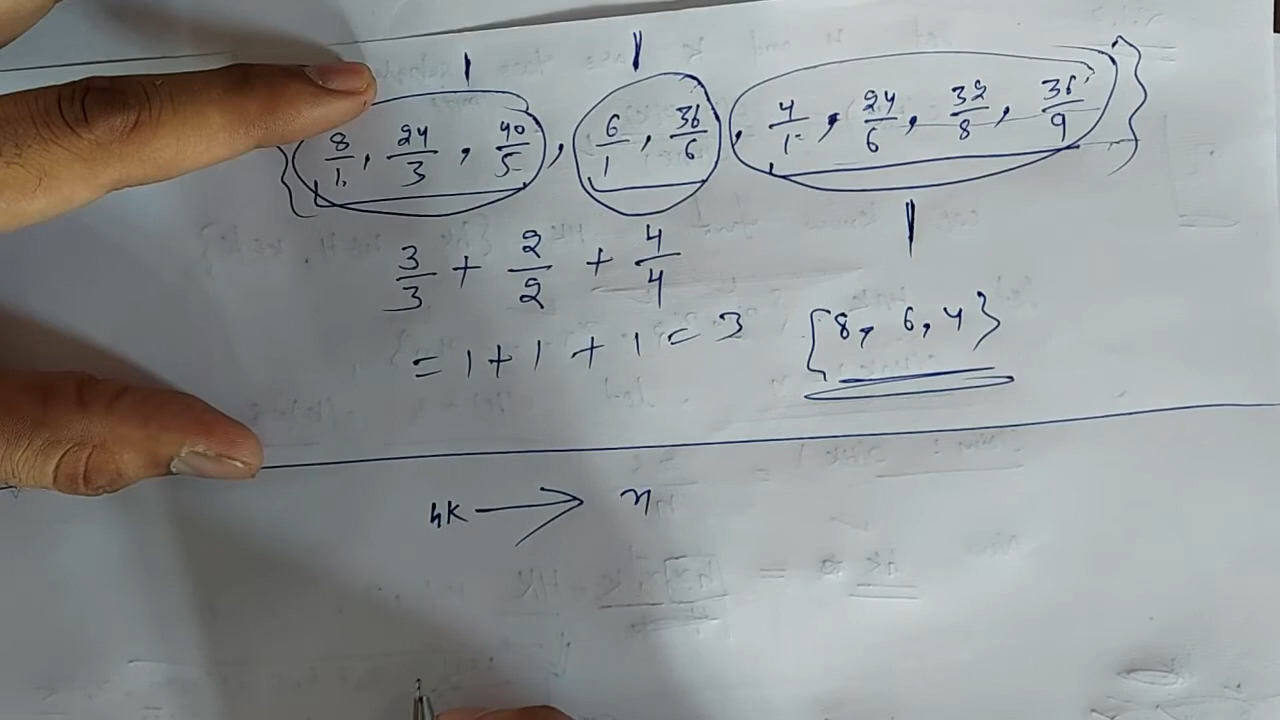 {8/1, 24/3, 40/5, 6/1, 36/6, 4/1, 24/6, 32/8, 36/9}
3/3 + 2/2 + 4/4
= 1 + 1 + 1 = 3 {8, 6, 4}
hK → n